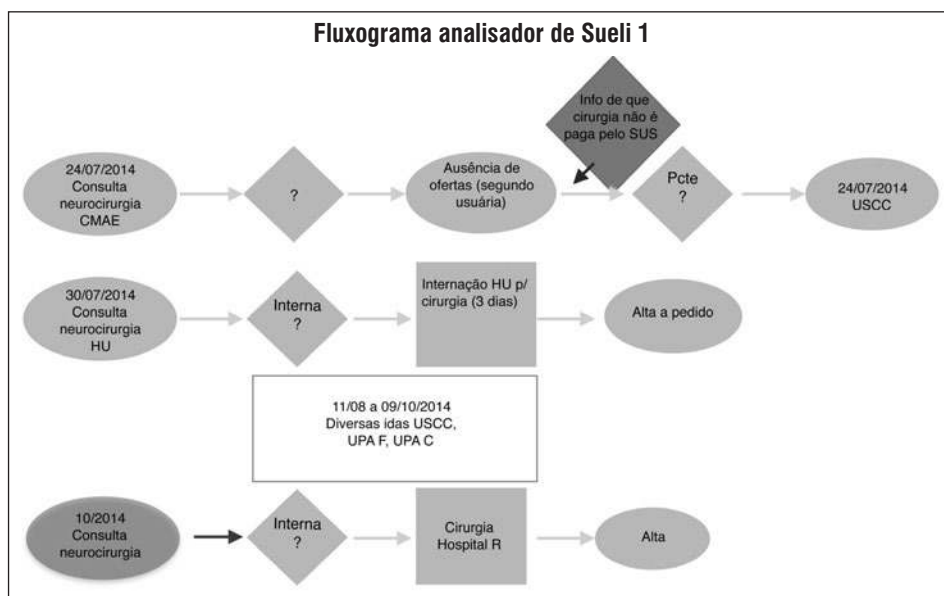 Fluxograma analisador de Sueli 1
Info de que
cirurgia não é
paga pelo SUS
24/07/2014
Consulta
neurocirurgia
CMAE
?
Ausência de
ofertas (segundo
usuária)
Pcte
?
24/07/2014
USCC
30/07/2014
Consulta
neurocirurgia
HU
Interna
?
Internação HU p/
cirurgia (3 dias)
Alta a pedido
11/08 a 09/10/2014
Diversas idas USCC,
UPA F, UPA C
10/2014
Consulta
neurocirurgia
Interna
?
Cirurgia
Hospital R
Alta